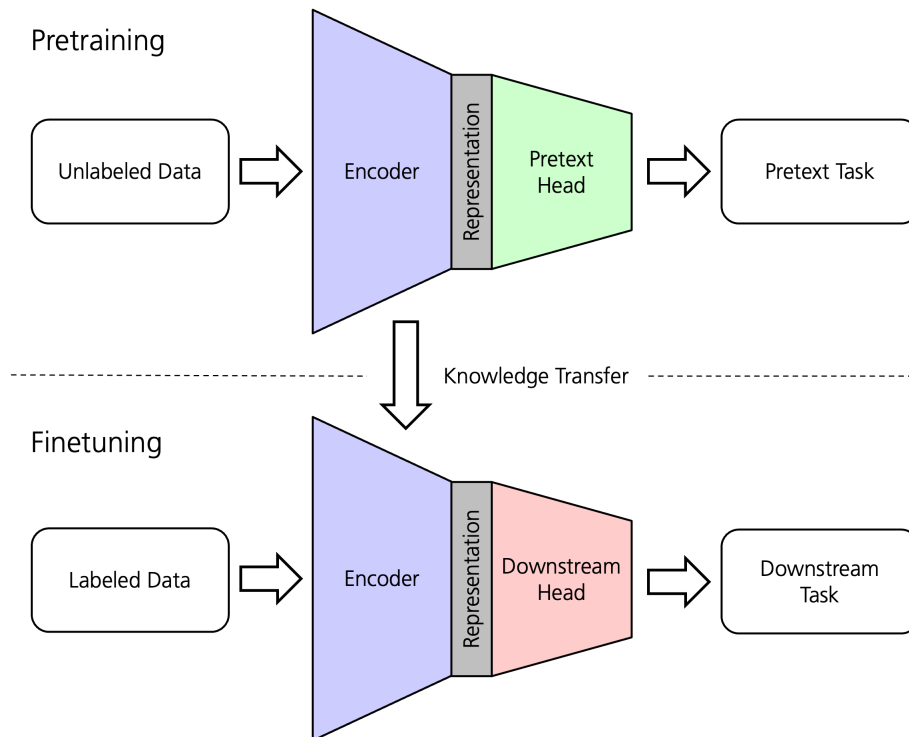 Pretraining
Unlabeled Data
Encoder
Representation
Pretext
Head
Pretext Task
Knowledge Transfer
Finetuning
Labeled Data
Encoder
Representation
Downstream
Head
Downstream
Task